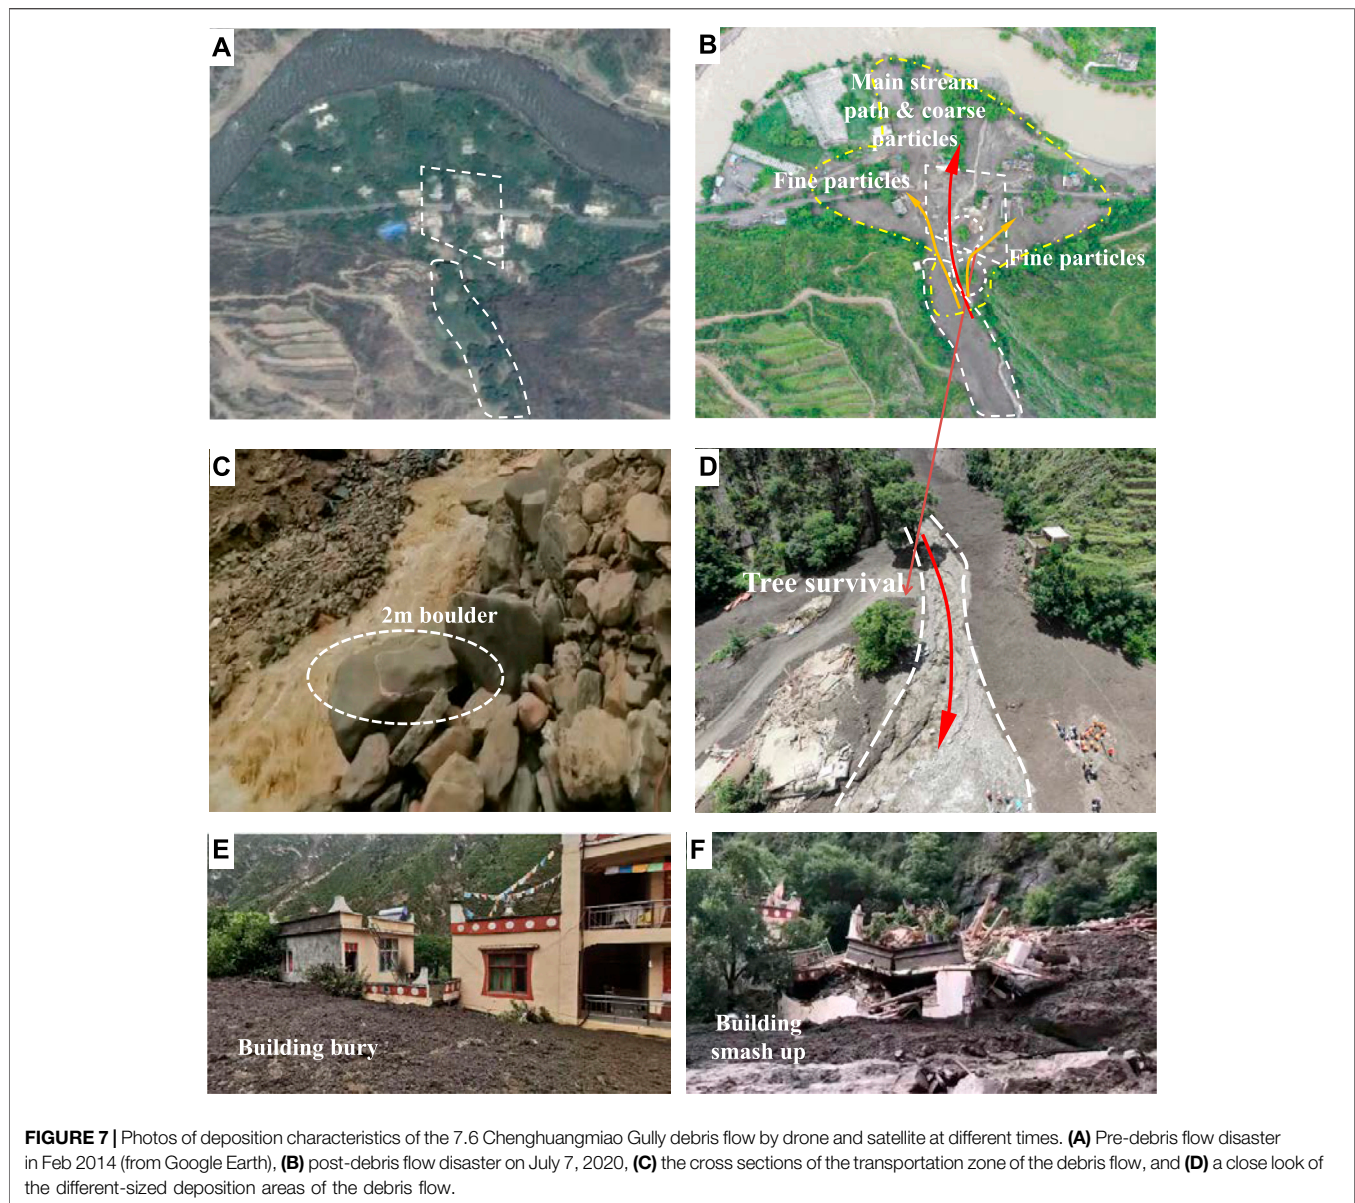 A
B
Main stream
path & coarse
particles
Fine particles
Fine particles
C
2m boulder
D
Tree survival
E
Building bury
F
Building
smash up
FIGURE 7 | Photos of deposition characteristics of the 7.6 Chenghuangmiao Gully debris flow by drone and satellite at different times. (A) Pre-debris flow disaster
in Feb 2014 (from Google Earth), (B) post-debris flow disaster on July 7, 2020, (C) the cross sections of the transportation zone of the debris flow, and (D) a close look of
the different-sized deposition areas of the debris flow.